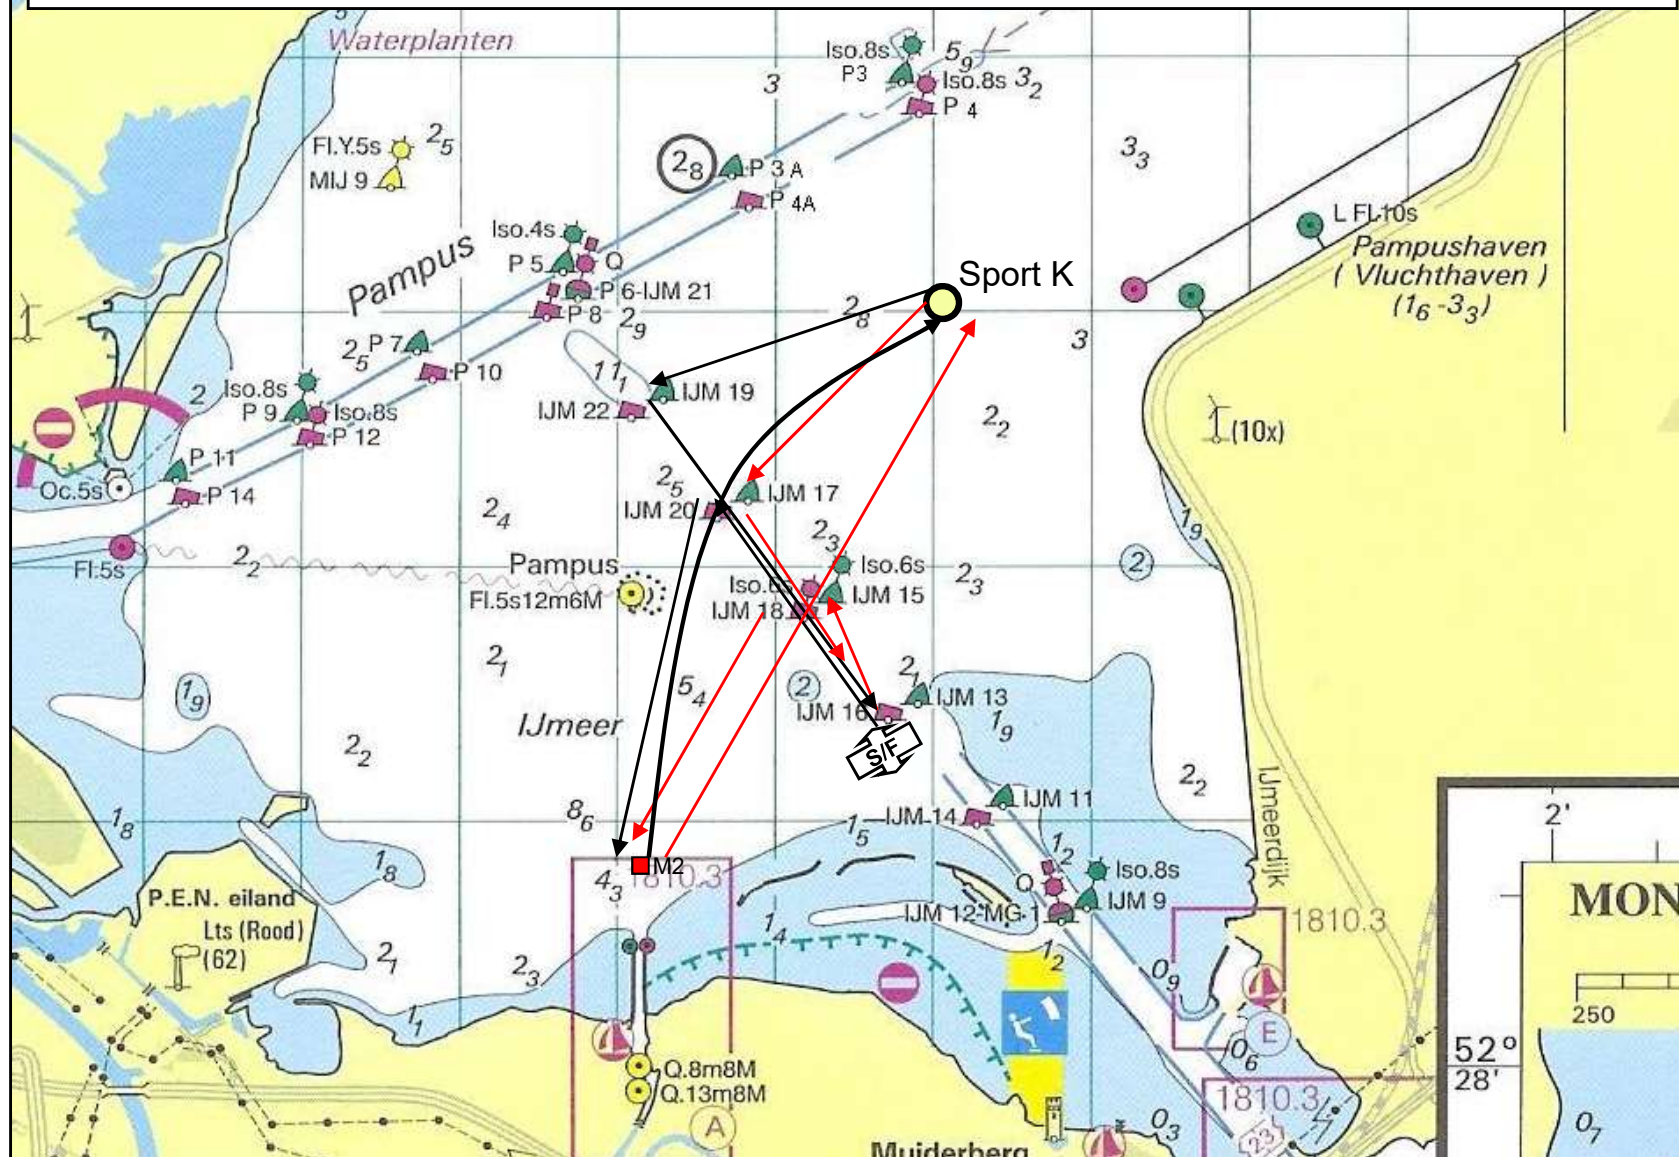 5
Waterplanten
Iso.8s
5 9
P3
Iso.8s
3 2
P 4
3
Fl.Y.5s
2 5
MIJ 9
2 8
P 3 A
P 4A
3 3
L Fl.10s
Pampushaven
( Vluchthaven )
(1 6 -3 3)
Iso.4s
P 5
Q
P 6-IJM 21
P 8
2 9
Pampus
Sport K
2 8
3
2 5
P 7
P 10
1 1 1
IJM 19
IJM 22
2
Iso.8s
P 9
Iso.8s
P 12
2 2
(10x)
P 11
P 14
Oc.5s
2 5
IJM 17
IJM 20
2 4
1 9
2 3
Fl.5s
2 2
Pampus
Fl.5s12m6M
Iso.6s
Iso.6s
IJM 15
IJM 18
2 3
2
2 1
1 9
5 4
2
2 1
IJM 13
IJM 16
1 9
IJmeer
S/F
2 2
2 2
IJmeerdijk
IJM 11
IJM 14
1 8
8 6
1 5
2'
1 2
Iso.8s
Q
IJM 9
IJM 12-MG 1
M2
1810.3
4 3
1 8
P.E.N. eiland
Lts (Rood)
(62)
MON
1810.3
1 4
1 2
2 1
2 3
0 9
250
1 1
E
0 6
52°
28'
Q.8m8M
Q.13m8M
1810.3
A
0 3
23
0 7
Muiderberg